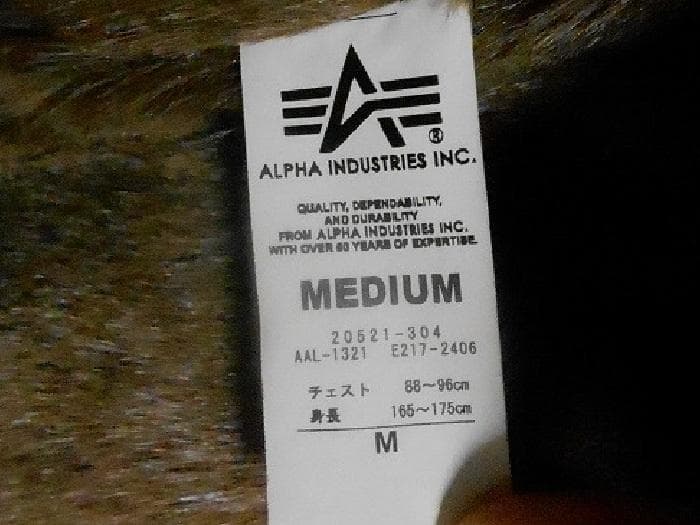 ALPHA INDUSTRIES INC.
QUALITY, DEPENDABILITY,
AND DURABILITY
FROM ALPHA INDUSTRIES INC.
WITH OVER 50 YEARS OF EXPERTISE.
MEDIUM
20521-304
AAL-1321 E217-2406
チェスト 88～96cm
身長 165～175cm
M